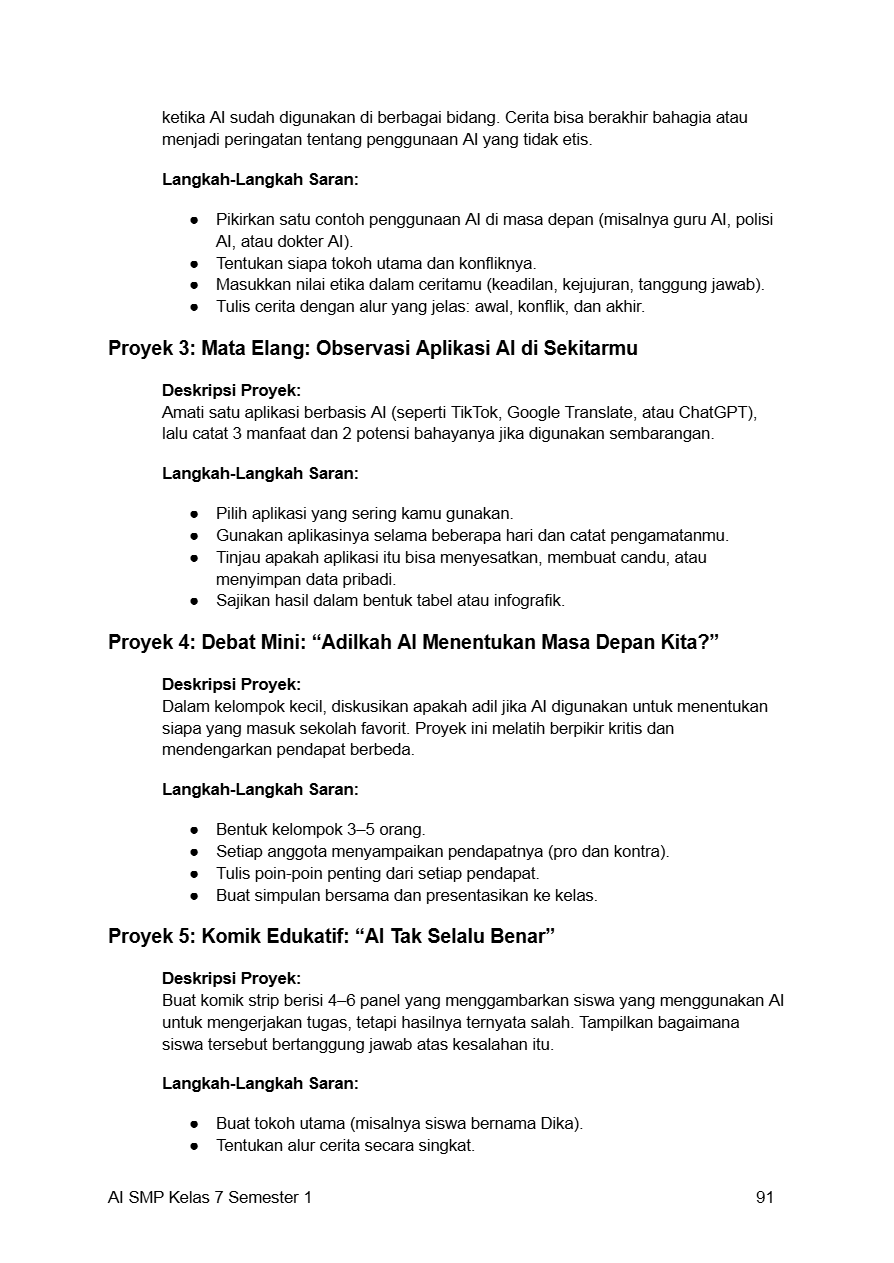 ketika AI sudah digunakan di berbagai bidang. Cerita bisa berakhir bahagia atau
menjadi peringatan tentang penggunaan AI yang tidak etis.
Langkah-Langkah Saran:
● Pikirkan satu contoh penggunaan AI di masa depan (misalnya guru AI, polisi
AI, atau dokter AI).
● Tentukan siapa tokoh utama dan konfliknya.
● Masukkan nilai etika dalam ceritamu (keadilan, kejujuran, tanggung jawab).
● Tulis cerita dengan alur yang jelas: awal, konflik, dan akhir.
Proyek 3: Mata Elang: Observasi Aplikasi AI di Sekitarmu
Deskripsi Proyek:
Amati satu aplikasi berbasis AI (seperti TikTok, Google Translate, atau ChatGPT),
lalu catat 3 manfaat dan 2 potensi bahayanya jika digunakan sembarangan.
Langkah-Langkah Saran:
● Pilih aplikasi yang sering kamu gunakan.
● Gunakan aplikasinya selama beberapa hari dan catat pengamatanmu.
● Tinjau apakah aplikasi itu bisa menyesatkan, membuat candu, atau
menyimpan data pribadi.
● Sajikan hasil dalam bentuk tabel atau infografik.
Proyek 4: Debat Mini: “Adilkah AI Menentukan Masa Depan Kita?”
Deskripsi Proyek:
Dalam kelompok kecil, diskusikan apakah adil jika AI digunakan untuk menentukan
siapa yang masuk sekolah favorit. Proyek ini melatih berpikir kritis dan
mendengarkan pendapat berbeda.
Langkah-Langkah Saran:
● Bentuk kelompok 3–5 orang.
● Setiap anggota menyampaikan pendapatnya (pro dan kontra).
● Tulis poin-poin penting dari setiap pendapat.
● Buat simpulan bersama dan presentasikan ke kelas.
Proyek 5: Komik Edukatif: “AI Tak Selalu Benar”
Deskripsi Proyek:
Buat komik strip berisi 4–6 panel yang menggambarkan siswa yang menggunakan AI
untuk mengerjakan tugas, tetapi hasilnya ternyata salah. Tampilkan bagaimana
siswa tersebut bertanggung jawab atas kesalahan itu.
Langkah-Langkah Saran:
● Buat tokoh utama (misalnya siswa bernama Dika).
● Tentukan alur cerita secara singkat.
AI SMP Kelas 7 Semester 1 91